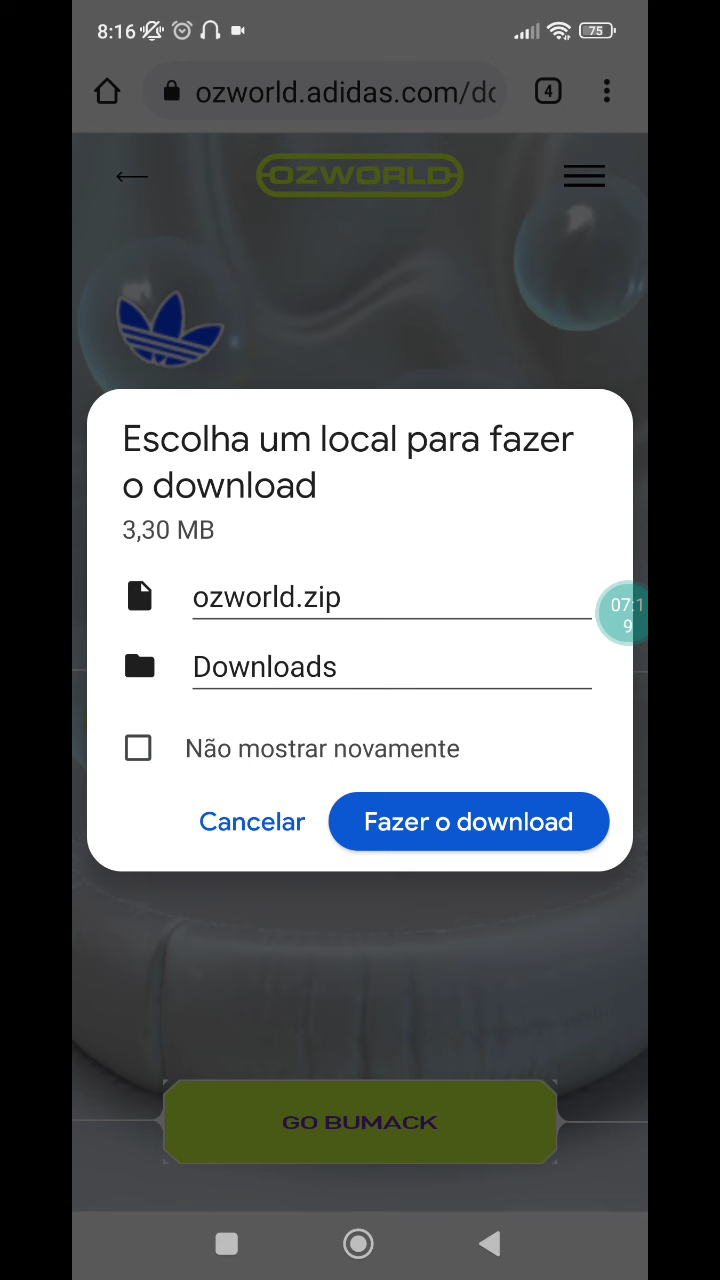 8:16
75
ozworld.adidas.com/do
4
OZWORLD
Escolha um local para fazer
o download
3,30 MB
ozworld.zip
07:1
9
Downloads
Não mostrar novamente
Cancelar
Fazer o download
GO BUMACK